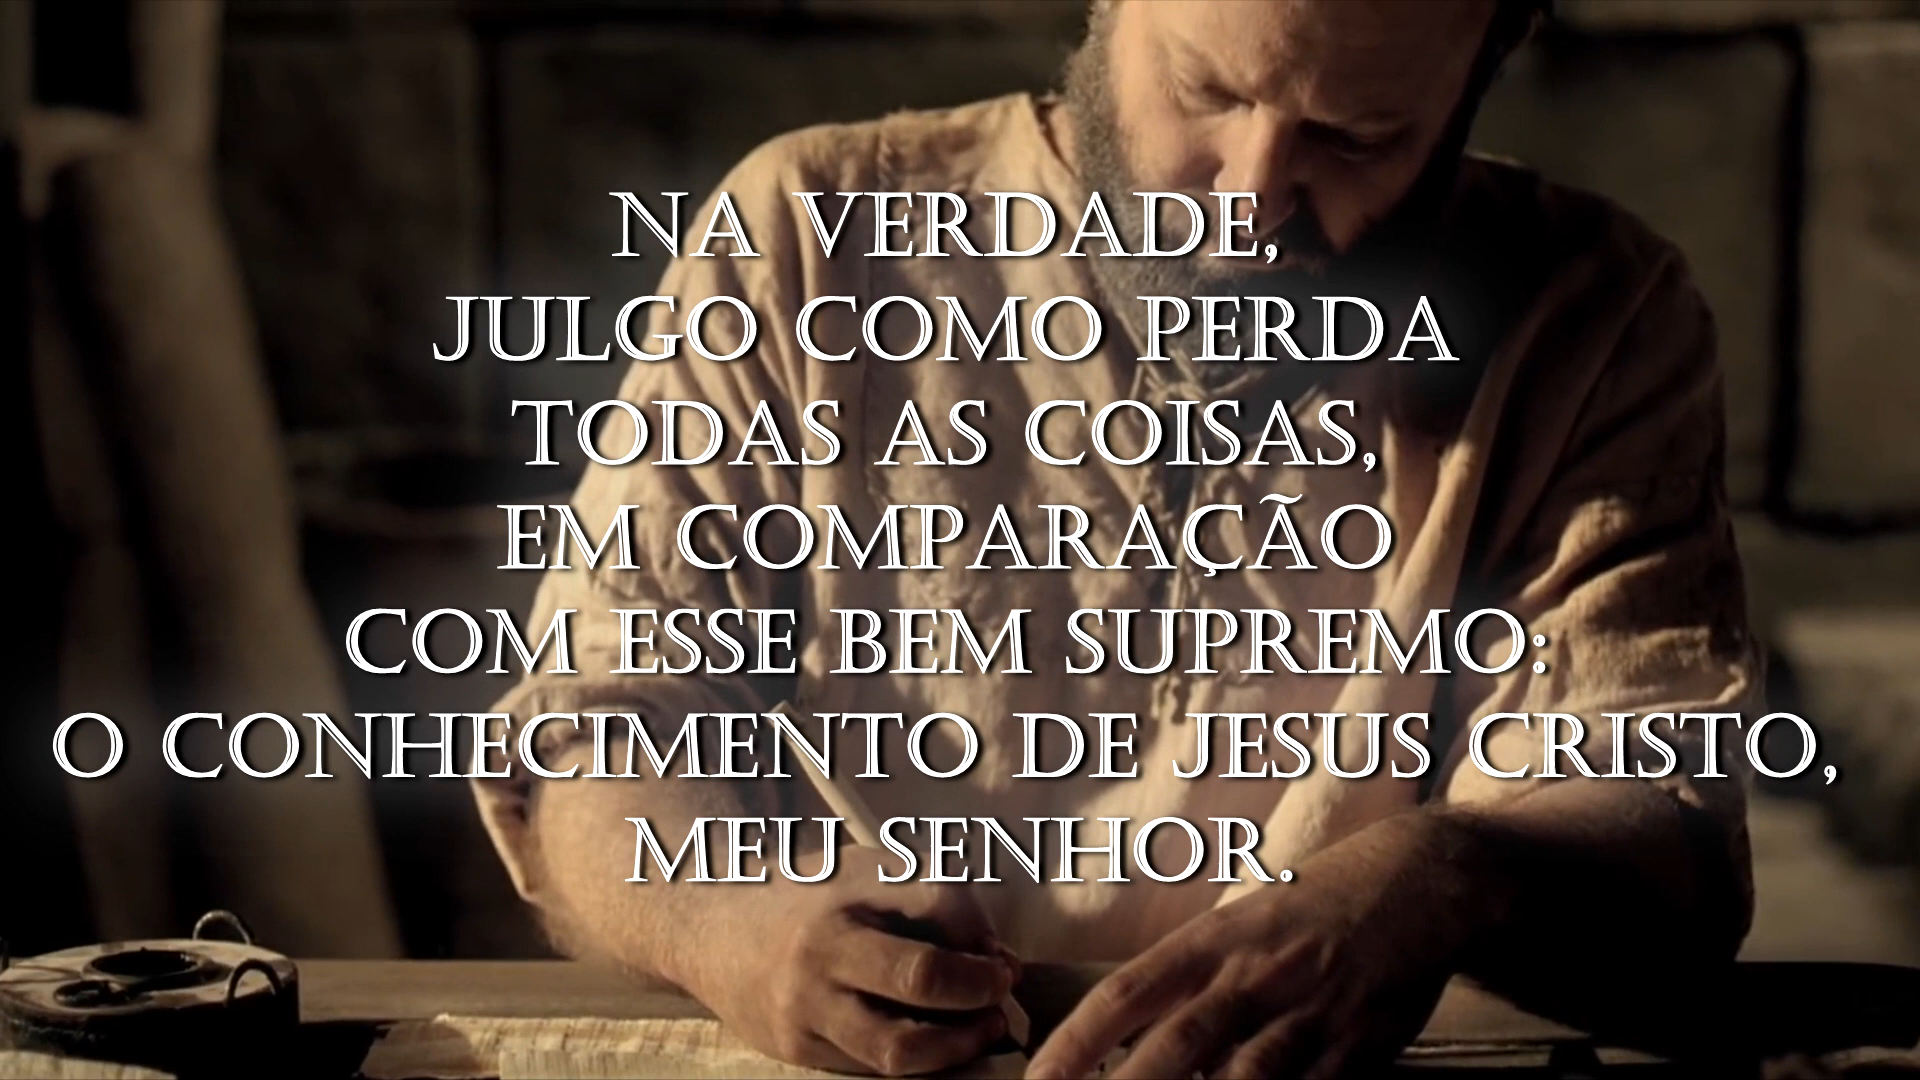 NA VERDADE,
JULGO COMO PERDA
TODAS AS COISAS,
EM COMPARAÇÃO
COM ESSE BEM SUPREMO:
O CONHECIMENTO DE JESUS CRISTO,
MEU SENHOR.